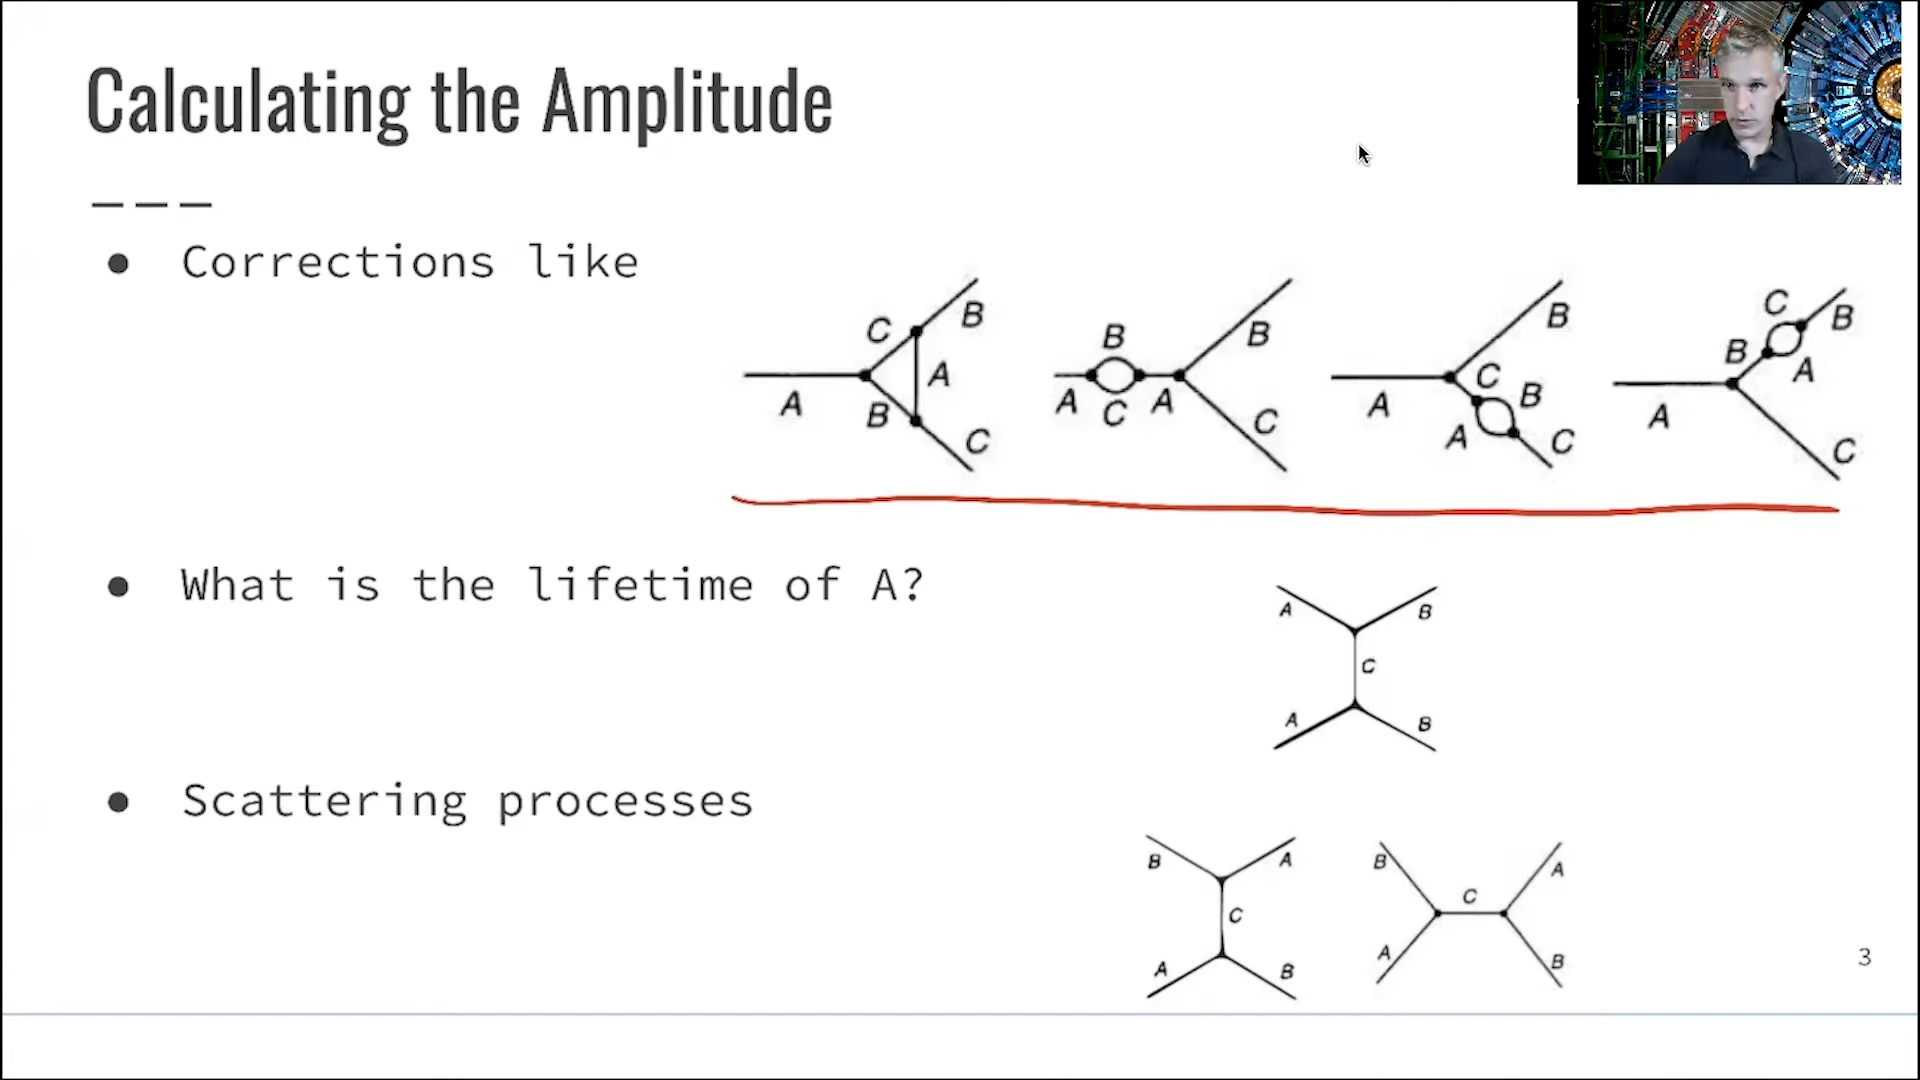 Calculating the Amplitude
● Corrections like
C B
A
A
B
C
B
B
A C A
C
B
C
B
A
A C
C
B B
A
A
C
● What is the lifetime of A?
A B
C
A B
● Scattering processes
B A
C
A B
B A
C
A B
3